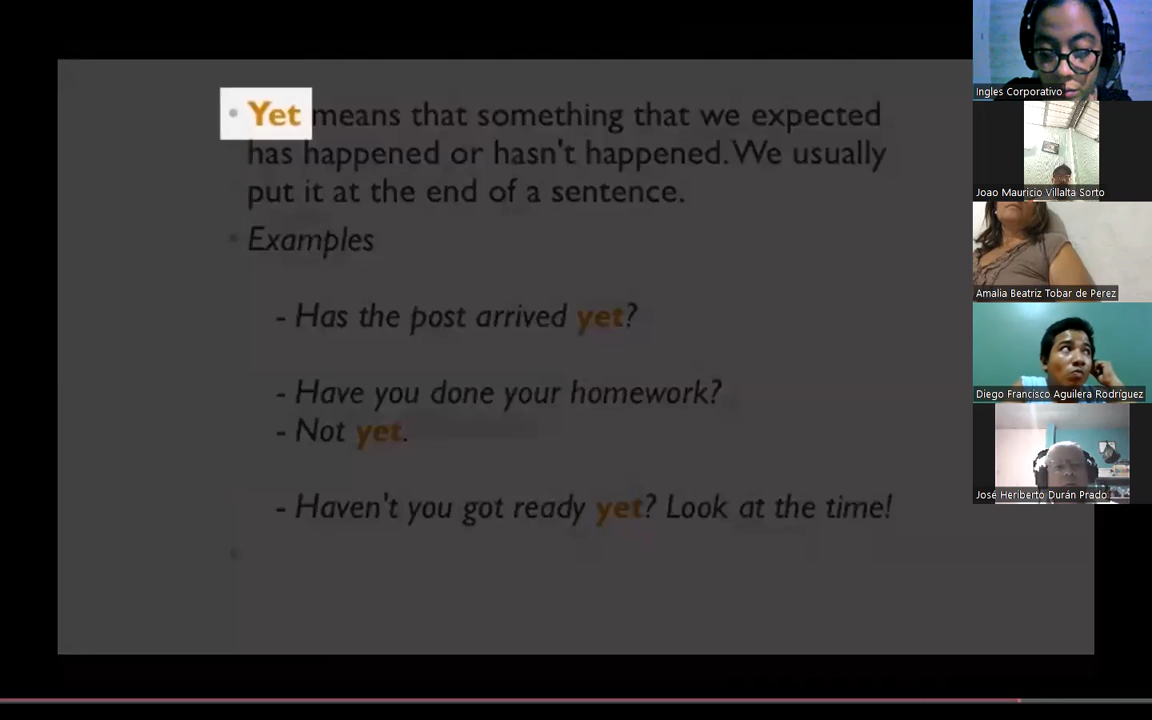 • Yet means that something that we expected
has happened or hasn't happened. We usually
put it at the end of a sentence.
• Examples
- Has the post arrived yet?
- Have you done your homework?
- Not yet.
- Haven't you got ready yet? Look at the time!
Ingles Corporativo
Joao Mauricio Villalta Sorto
Amalia Beatriz Tobar de Perez
Diego Francisco Aguilera Rodríguez
José Heriberto Durán Prado